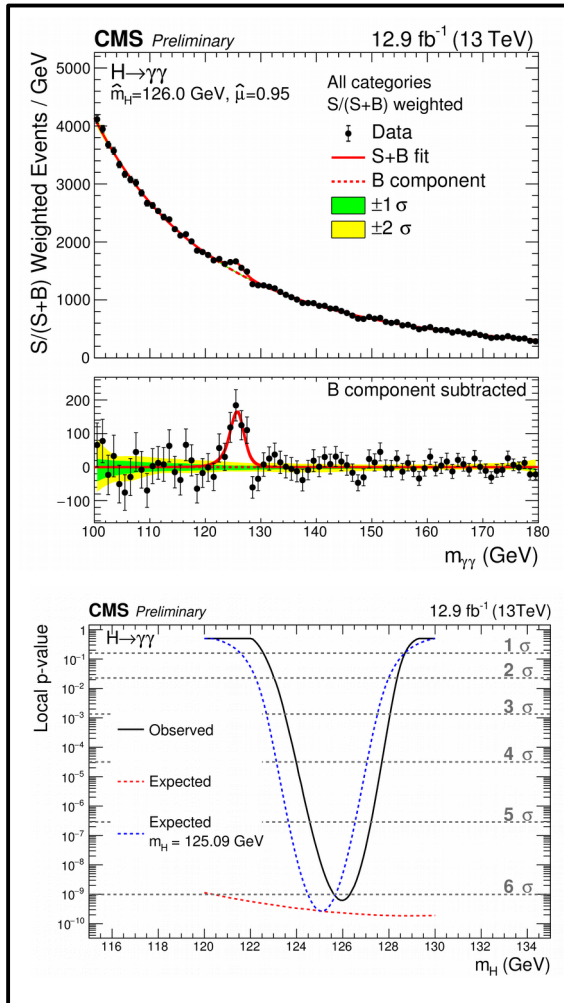 CMS Preliminary 12.9 fb⁻¹ (13 TeV)
H→γγ
m̂_H=126.0 GeV, μ̂=0.95
All categories
S/(S+B) weighted
Data
S+B fit
B component
±1 σ
±2 σ
S/(S+B) Weighted Events / GeV
5000
4000
3000
2000
1000
0
B component subtracted
200
100
0
−100
100 110 120 130 140 150 160 170 180
m_γγ (GeV)
CMS Preliminary 12.9 fb⁻¹ (13TeV)
H→γγ
Local p-value
1
10⁻¹
10⁻²
10⁻³
10⁻⁴
10⁻⁵
10⁻⁶
10⁻⁷
10⁻⁸
10⁻⁹
10⁻¹⁰
1 σ
2 σ
3 σ
4 σ
5 σ
6 σ
Observed
Expected
Expected
m_H = 125.09 GeV
116 118 120 122 124 126 128 130 132 134
m_H (GeV)